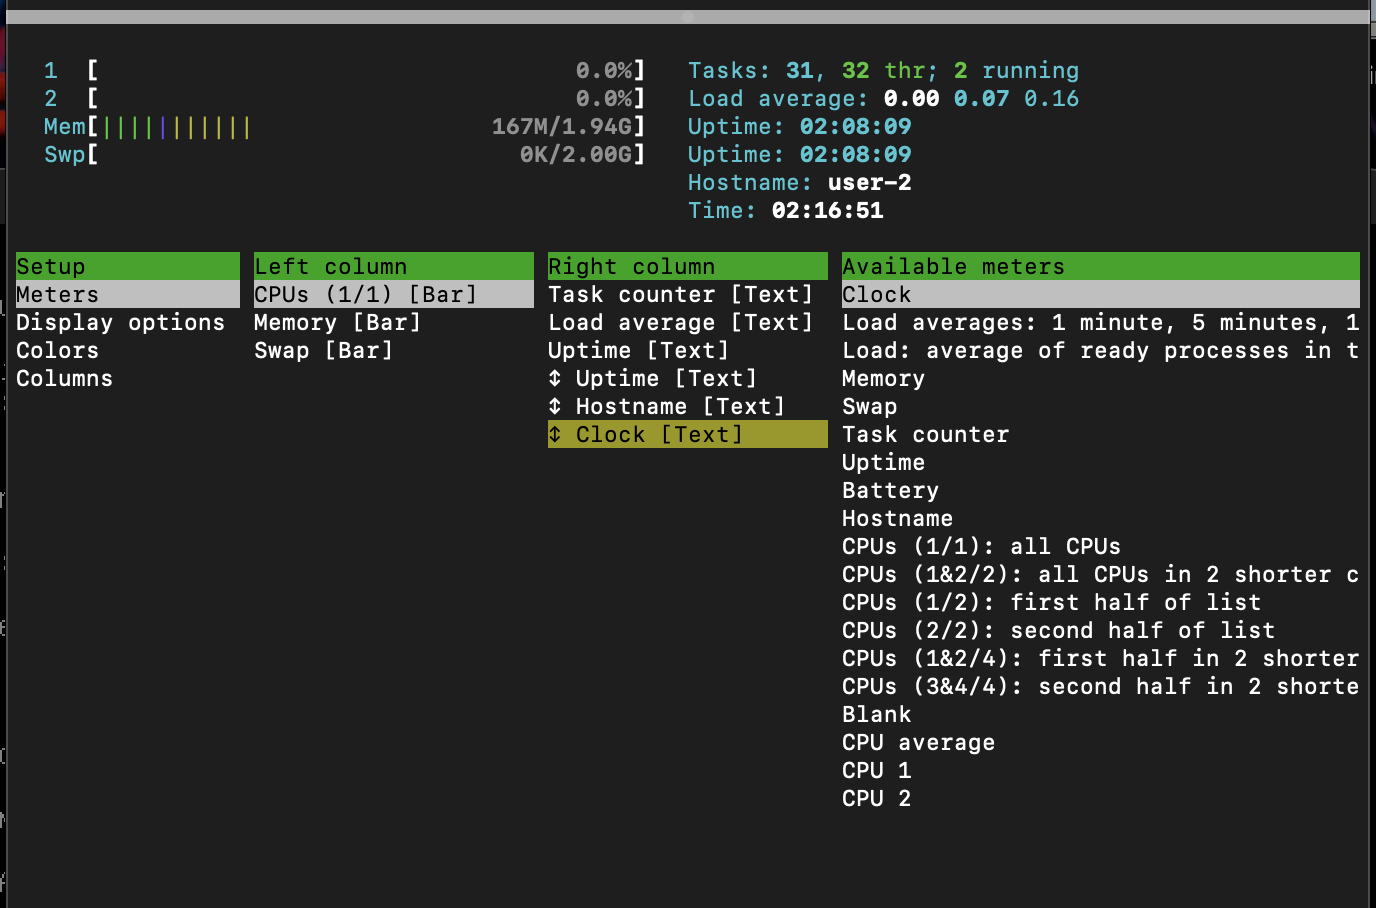 1 [ 0.0%] Tasks: 31, 32 thr; 2 running
2 [ 0.0%] Load average: 0.00 0.07 0.16
Mem[||||||||||| 167M/1.94G] Uptime: 02:08:09
Swp[ 0K/2.00G] Uptime: 02:08:09
Hostname: user-2
Time: 02:16:51
Setup Left column Right column Available meters
Meters CPUs (1/1) [Bar] Task counter [Text] Clock
Display options Memory [Bar] Load average [Text] Load averages: 1 minute, 5 minutes, 1
Colors Swap [Bar] Uptime [Text] Load: average of ready processes in t
Columns ↕ Uptime [Text] Memory
↕ Hostname [Text] Swap
↕ Clock [Text] Task counter
Uptime
Battery
Hostname
CPUs (1/1): all CPUs
CPUs (1&2/2): all CPUs in 2 shorter c
CPUs (1/2): first half of list
CPUs (2/2): second half of list
CPUs (1&2/4): first half in 2 shorter
CPUs (3&4/4): second half in 2 shorte
Blank
CPU average
CPU 1
CPU 2